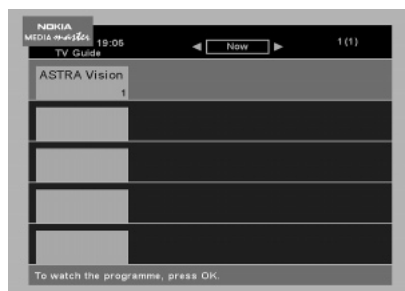 NOKIA
MEDIA master
19:05
TV Guide
◀ Now ▶
1(1)
ASTRA Vision
1
To watch the programme, press OK.